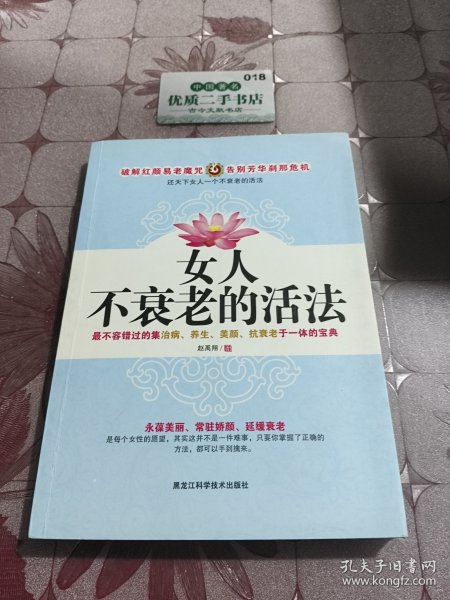 018
中国著名
优质二手书店
古今文献书店
破解红颜易老魔咒 告别芳华刹那危机
还天下女人一个不衰老的活法
女人
不衰老的活法
最不容错过的集治病、养生、美颜、抗衰老于一体的宝典
赵禹翔/
永葆美丽、常驻娇颜、延缓衰老
是每个女性的愿望，其实这并不是一件难事，只要你掌握了正确的
方法，都可以手到擒来。
黑龙江科学技术出版社
孔夫子旧书网
www.kongfz.com